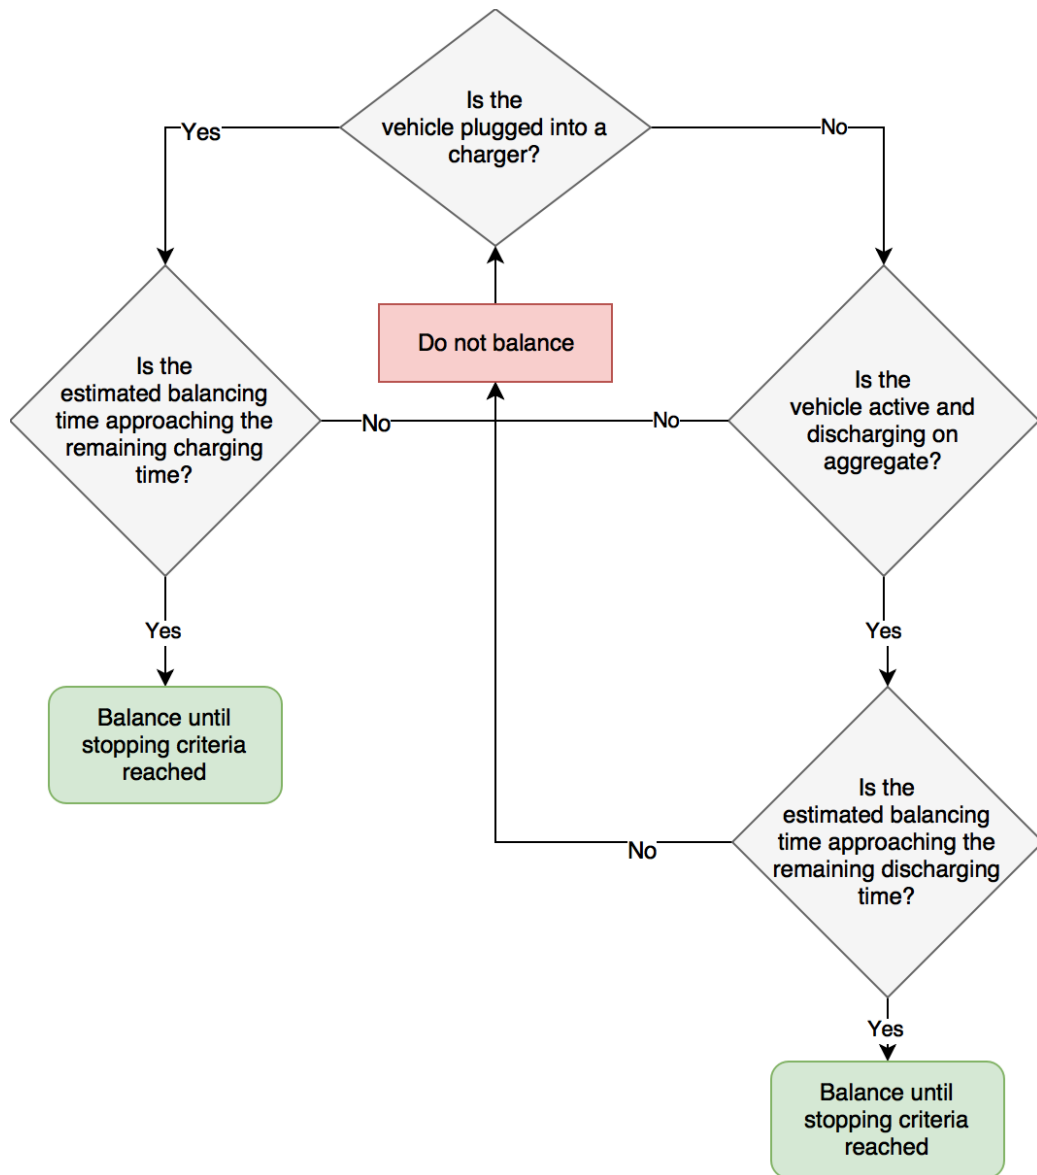 Is the
vehicle plugged into a
charger?
Yes
No
Do not balance
Is the
estimated balancing
time approaching the
remaining charging
time?
No
No
Is the
vehicle active and
discharging on
aggregate?
Yes
Yes
Balance until
stopping criteria
reached
Is the
estimated balancing
time approaching the
remaining discharging
time?
No
Yes
Balance until
stopping criteria
reached